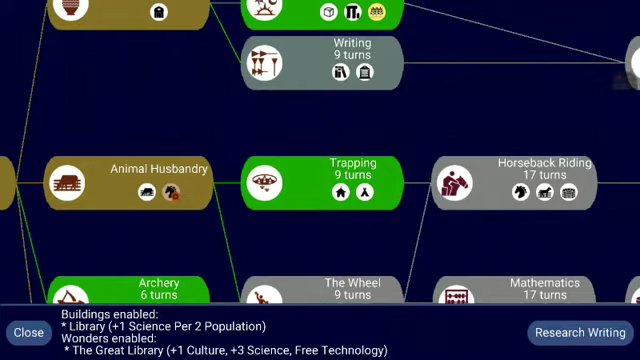 Writing
9 turns
Animal Husbandry
Trapping
9 turns
Horseback Riding
17 turns
Archery
6 turns
The Wheel
9 turns
Mathematics
17 turns
Close
Buildings enabled:
* Library (+1 Science Per 2 Population)
Wonders enabled:
* The Great Library (+1 Culture, +3 Science, Free Technology)
Research Writing